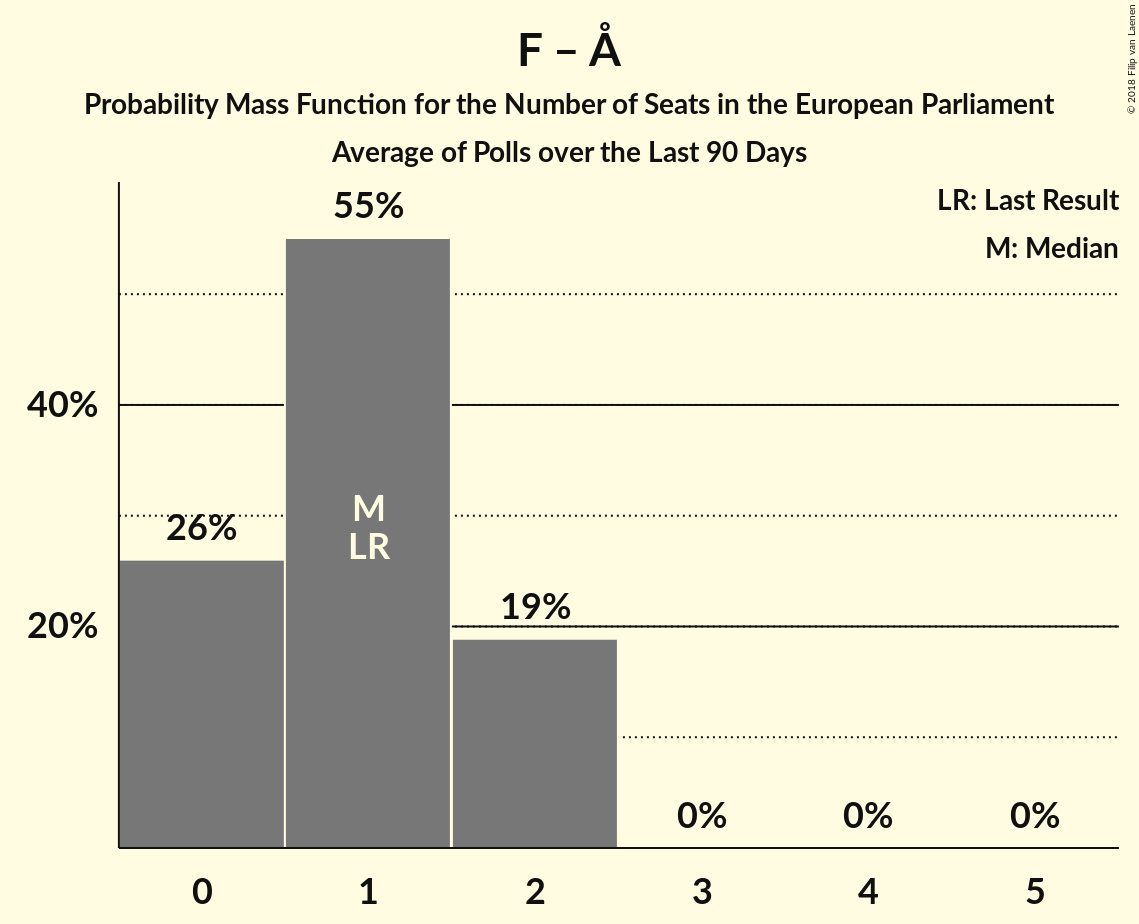 F – Å
Probability Mass Function for the Number of Seats in the European Parliament
Average of Polls over the Last 90 Days
© 2018 Filip van Laenen
LR: Last Result
M: Median
55%
40%
M
LR
26%
20%
19%
0%
0%
0%
0
1
2
3
4
5